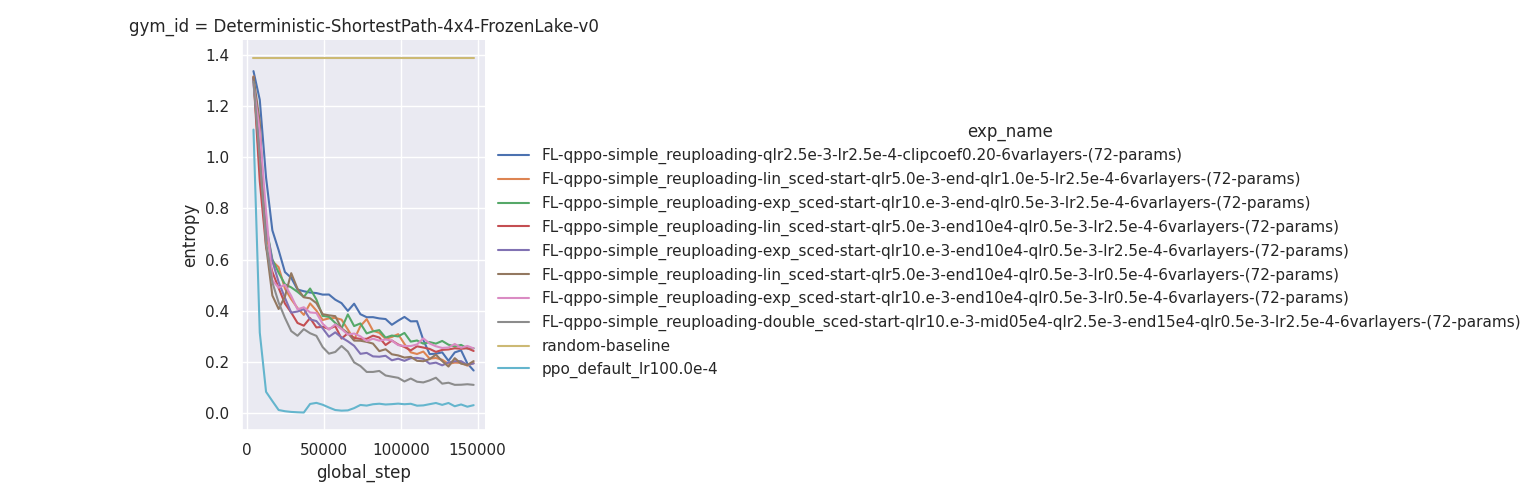 gym_id = Deterministic-ShortestPath-4x4-FrozenLake-v0
1.4
1.2
1.0
0.8
0.6
0.4
0.2
0.0
entropy
0
50000
100000
150000
global_step
exp_name
FL-qppo-simple_reuploading-qlr2.5e-3-lr2.5e-4-clipcoef0.20-6varlayers-(72-params)
FL-qppo-simple_reuploading-lin_sced-start-qlr5.0e-3-end-qlr1.0e-5-lr2.5e-4-6varlayers-(72-params)
FL-qppo-simple_reuploading-exp_sced-start-qlr10.e-3-end-qlr0.5e-3-lr2.5e-4-6varlayers-(72-params)
FL-qppo-simple_reuploading-lin_sced-start-qlr5.0e-3-end10e4-qlr0.5e-3-lr2.5e-4-6varlayers-(72-params)
FL-qppo-simple_reuploading-exp_sced-start-qlr10.e-3-end10e4-qlr0.5e-3-lr2.5e-4-6varlayers-(72-params)
FL-qppo-simple_reuploading-lin_sced-start-qlr5.0e-3-end10e4-qlr0.5e-3-lr0.5e-4-6varlayers-(72-params)
FL-qppo-simple_reuploading-exp_sced-start-qlr10.e-3-end10e4-qlr0.5e-3-lr0.5e-4-6varlayers-(72-params)
FL-qppo-simple_reuploading-double_sced-start-qlr10.e-3-mid05e4-qlr2.5e-3-end15e4-qlr0.5e-3-lr2.5e-4-6varlayers-(72-params)
random-baseline
ppo_default_lr100.0e-4